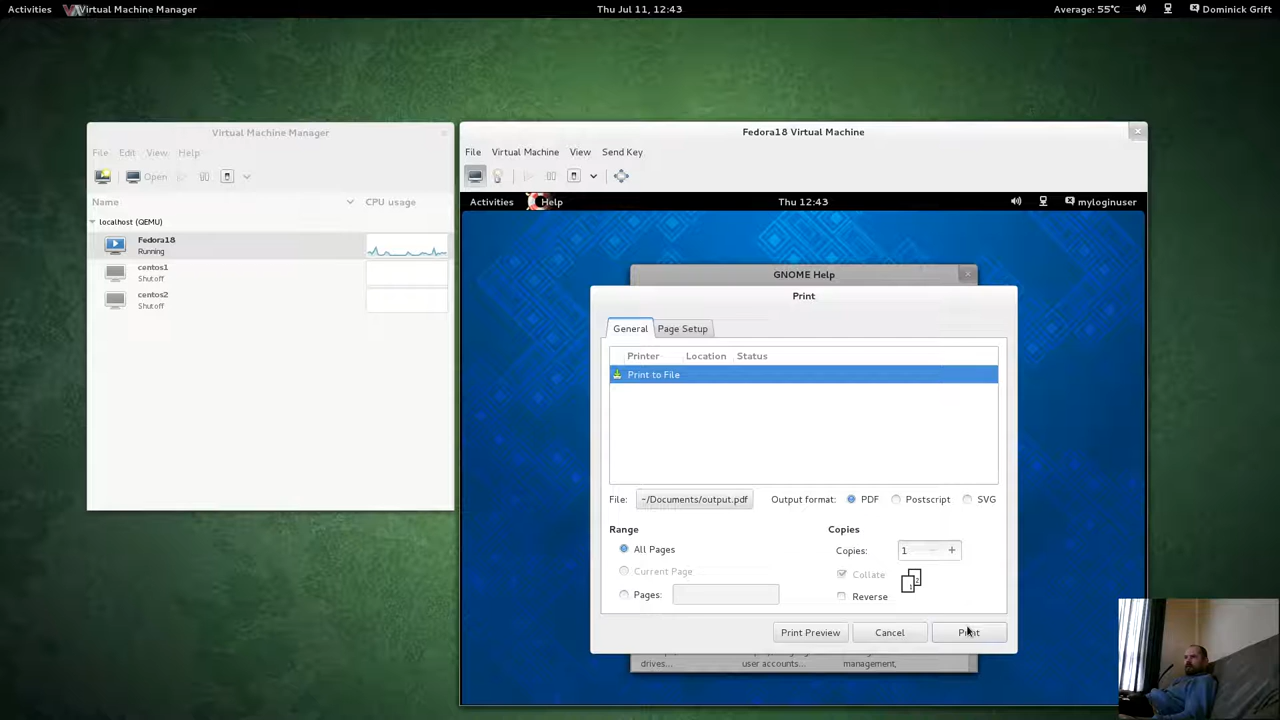 Activities Virtual Machine Manager Thu Jul 11, 12:43 Average: 55℃ Dominick Grift
Virtual Machine Manager
File Edit View Help
Open
Name CPU usage
localhost (QEMU)
Fedora18
Running
centos1
Shutoff
centos2
Shutoff
Fedora18 Virtual Machine
File Virtual Machine View Send Key
Activities Help Thu 12:43 myloginuser
GNOME Help
Print
General Page Setup
Printer Location Status
Print to File
File: ~/Documents/output.pdf Output format: PDF Postscript SVG
Range Copies
All Pages Copies: 1
Current Page Collate
Pages: Reverse
Print Preview Cancel Print
drives... user accounts... management,